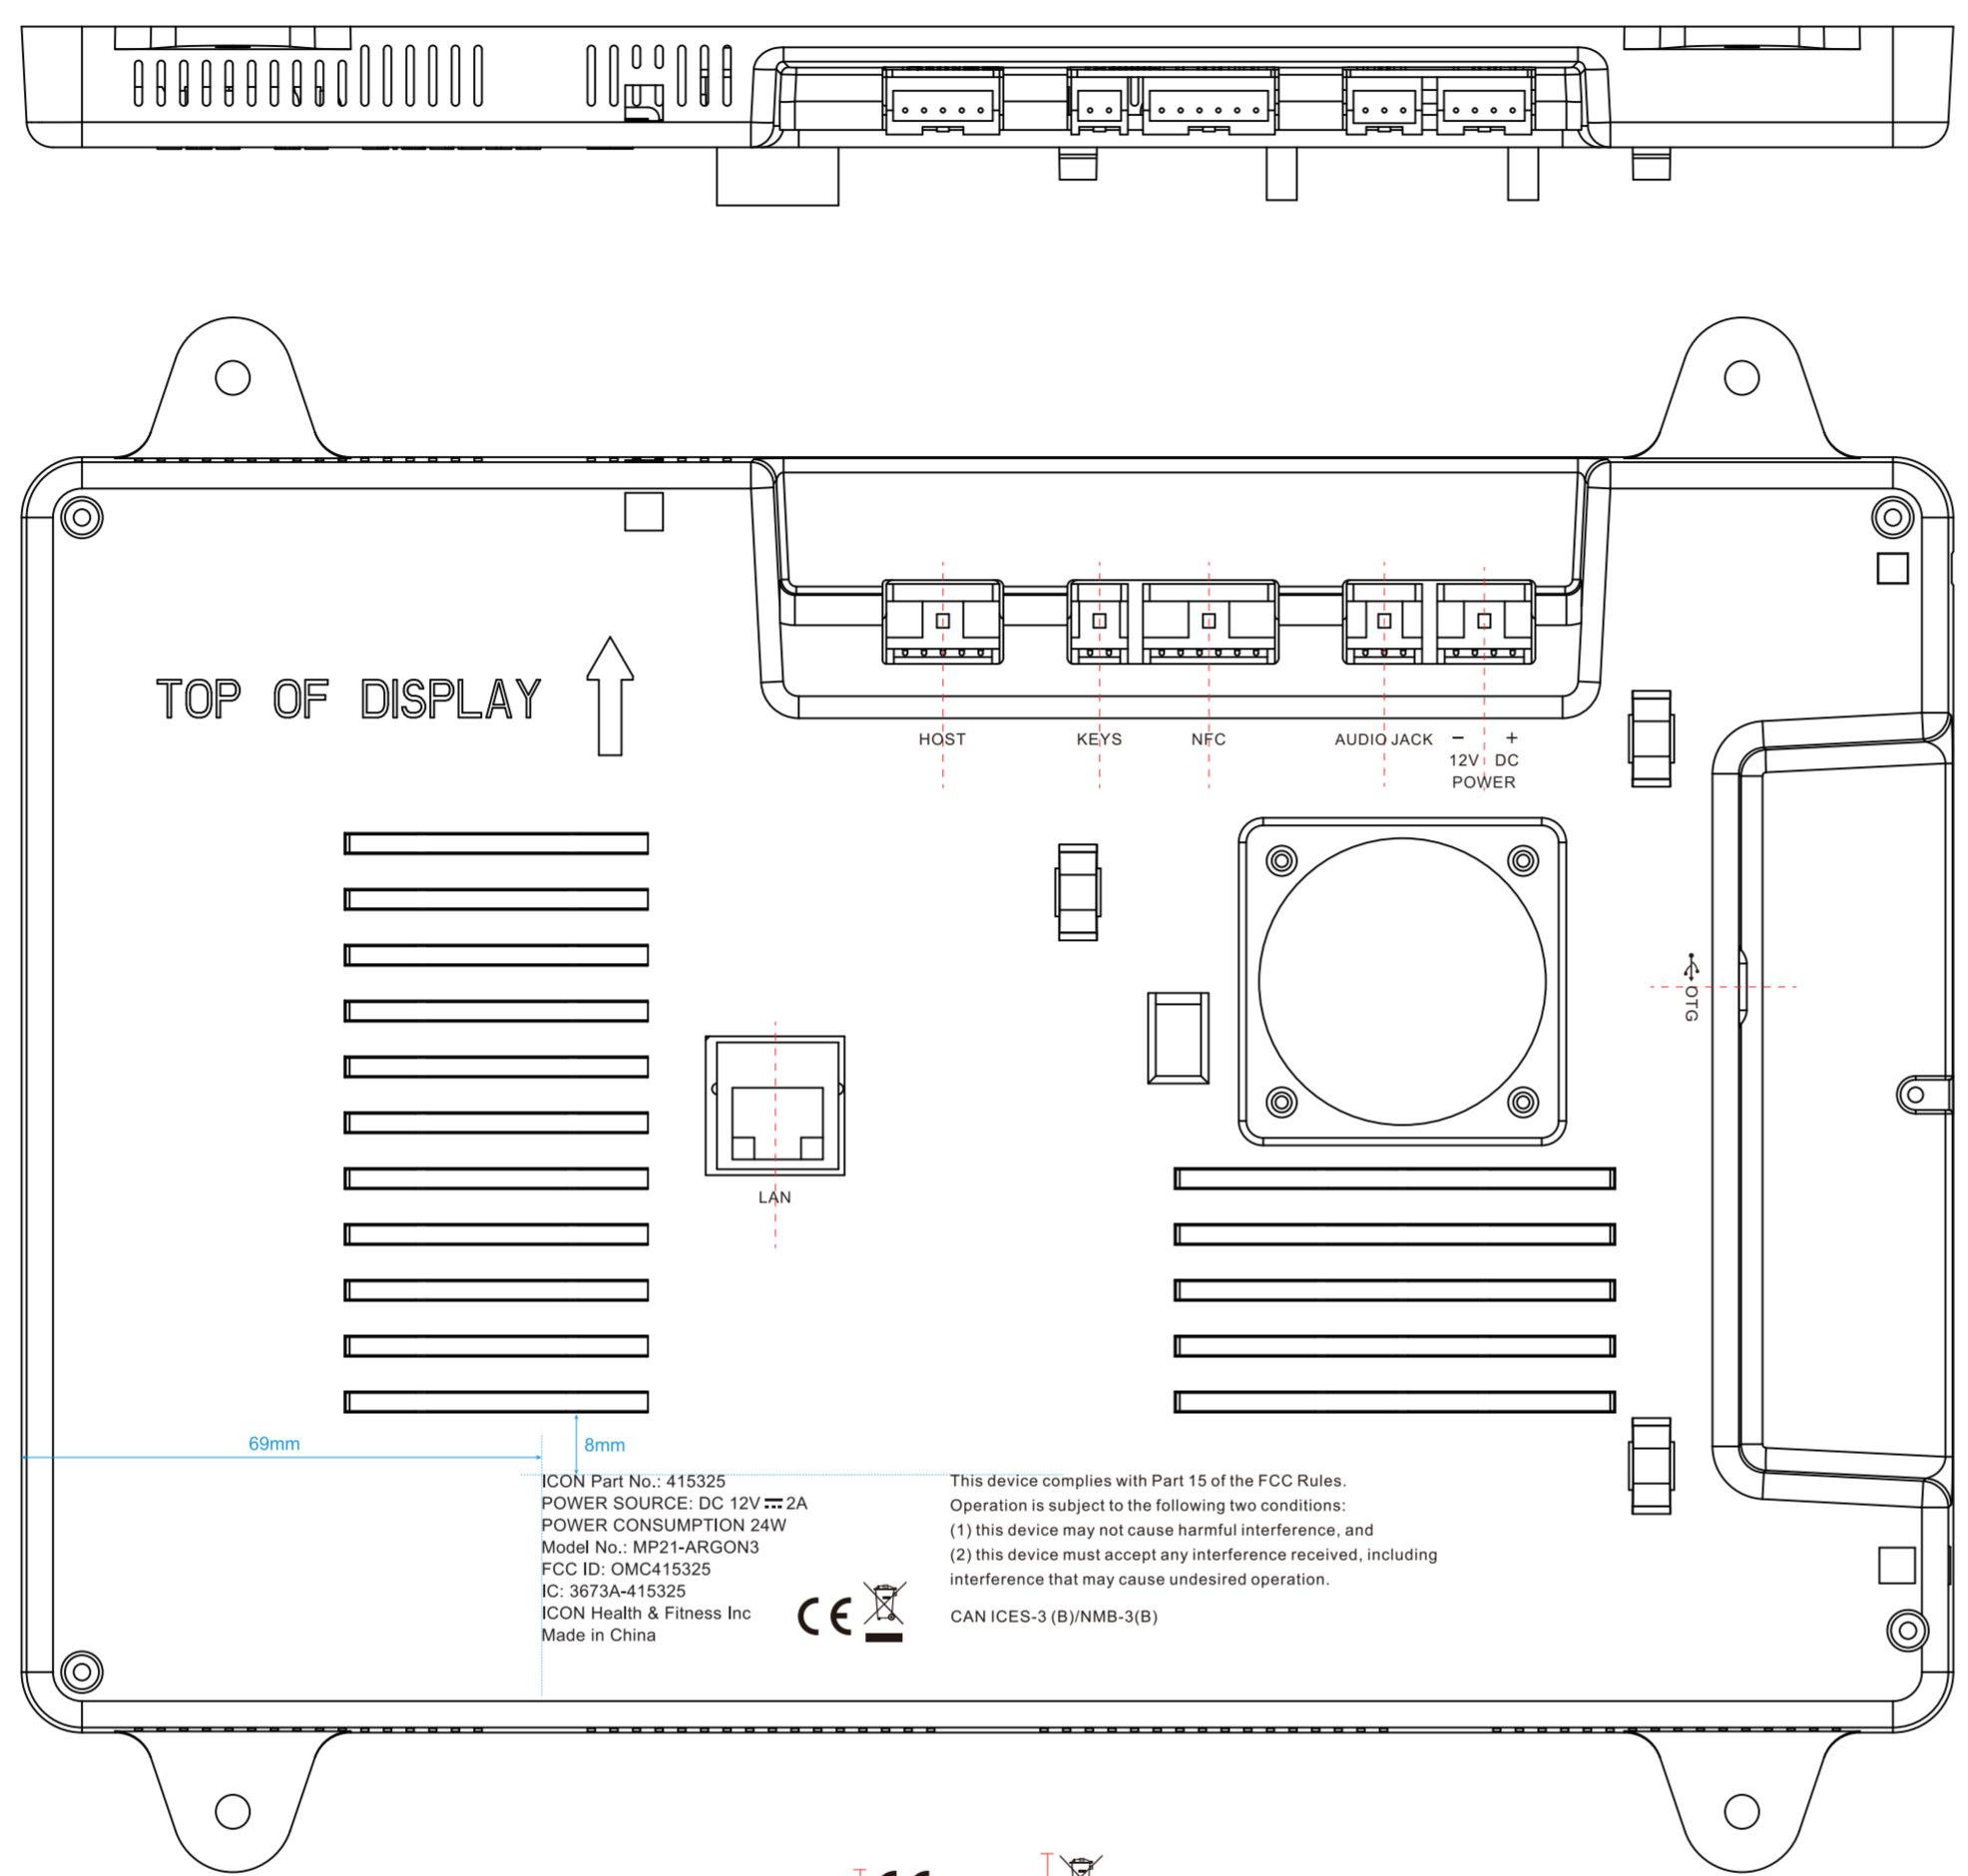 TOP OF DISPLAY
HOST
KEYS
NFC
AUDIO JACK
− +
12V DC
POWER
OTG
LAN
69mm
8mm
ICON Part No.: 415325
POWER SOURCE: DC 12V ⎓ 2A
POWER CONSUMPTION 24W
Model No.: MP21-ARGON3
FCC ID: OMC415325
IC: 3673A-415325
ICON Health & Fitness Inc
Made in China
CE
This device complies with Part 15 of the FCC Rules.
Operation is subject to the following two conditions:
(1) this device may not cause harmful interference, and
(2) this device must accept any interference received, including
interference that may cause undesired operation.
CAN ICES-3 (B)/NMB-3(B)